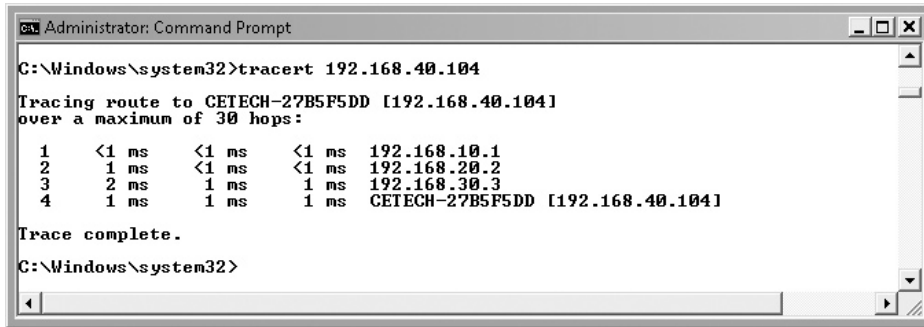 Administrator: Command Prompt
C:\Windows\system32>tracert 192.168.40.104
Tracing route to CETECH-27B5F5DD [192.168.40.104]
over a maximum of 30 hops:
1 <1 ms <1 ms <1 ms 192.168.10.1
2 1 ms <1 ms <1 ms 192.168.20.2
3 2 ms 1 ms 1 ms 192.168.30.3
4 1 ms 1 ms 1 ms CETECH-27B5F5DD [192.168.40.104]
Trace complete.
C:\Windows\system32>